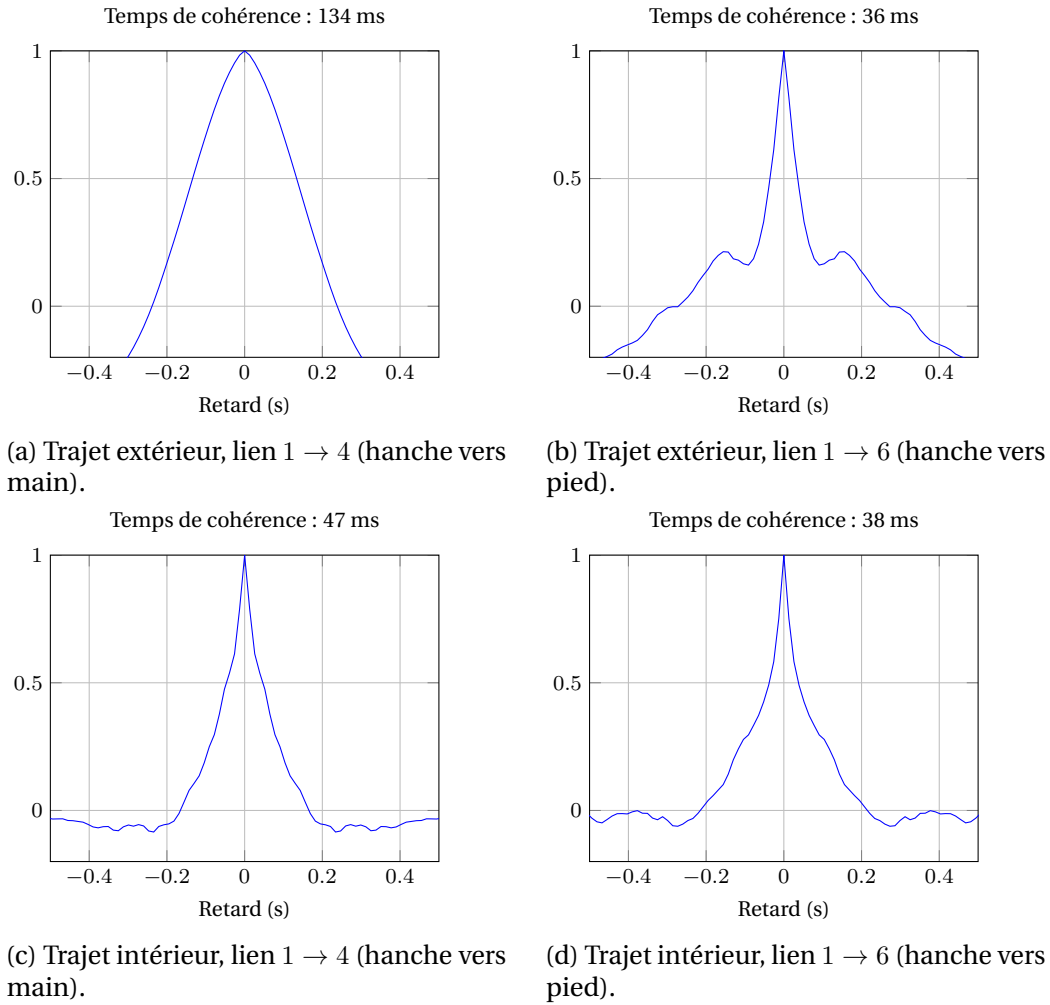 Temps de cohérence : 134 ms
1
0.5
0
−0.4 −0.2 0 0.2 0.4
Retard (s)
(a) Trajet extérieur, lien 1 → 4 (hanche vers
main).
Temps de cohérence : 36 ms
1
0.5
0
−0.4 −0.2 0 0.2 0.4
Retard (s)
(b) Trajet extérieur, lien 1 → 6 (hanche vers
pied).
Temps de cohérence : 47 ms
1
0.5
0
−0.4 −0.2 0 0.2 0.4
Retard (s)
(c) Trajet intérieur, lien 1 → 4 (hanche vers
main).
Temps de cohérence : 38 ms
1
0.5
0
−0.4 −0.2 0 0.2 0.4
Retard (s)
(d) Trajet intérieur, lien 1 → 6 (hanche vers
pied).